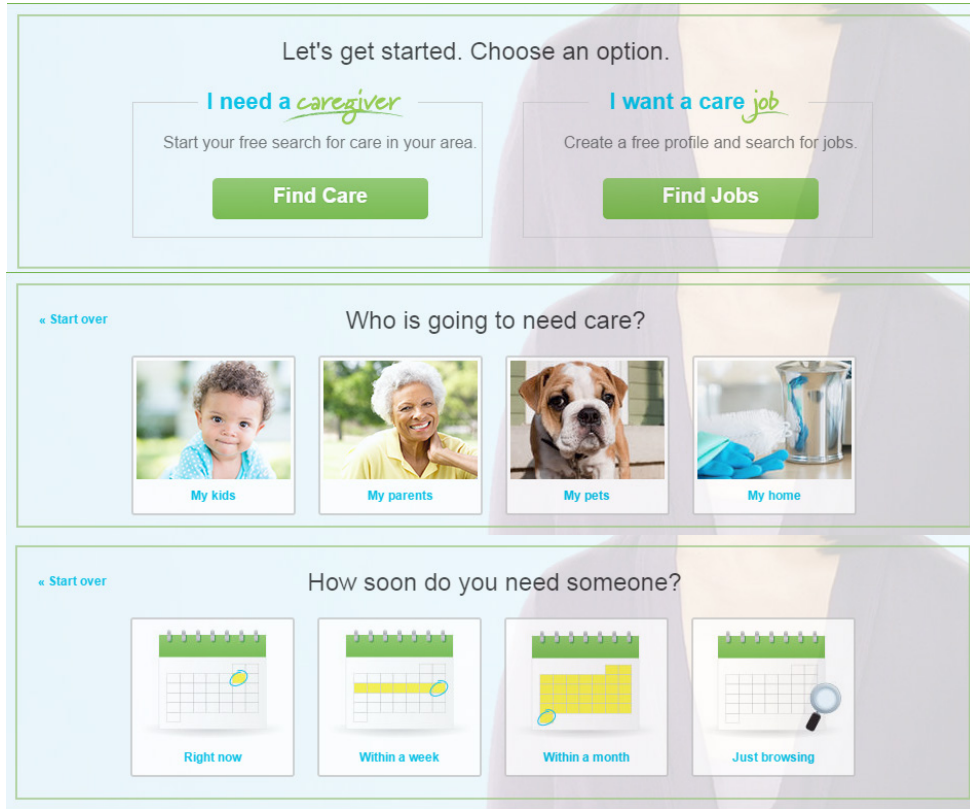 Let's get started. Choose an option.
I need a caregiver
Start your free search for care in your area.
Find Care
I want a care job
Create a free profile and search for jobs.
Find Jobs
« Start over
Who is going to need care?
My kids
My parents
My pets
My home
« Start over
How soon do you need someone?
Right now
Within a week
Within a month
Just browsing